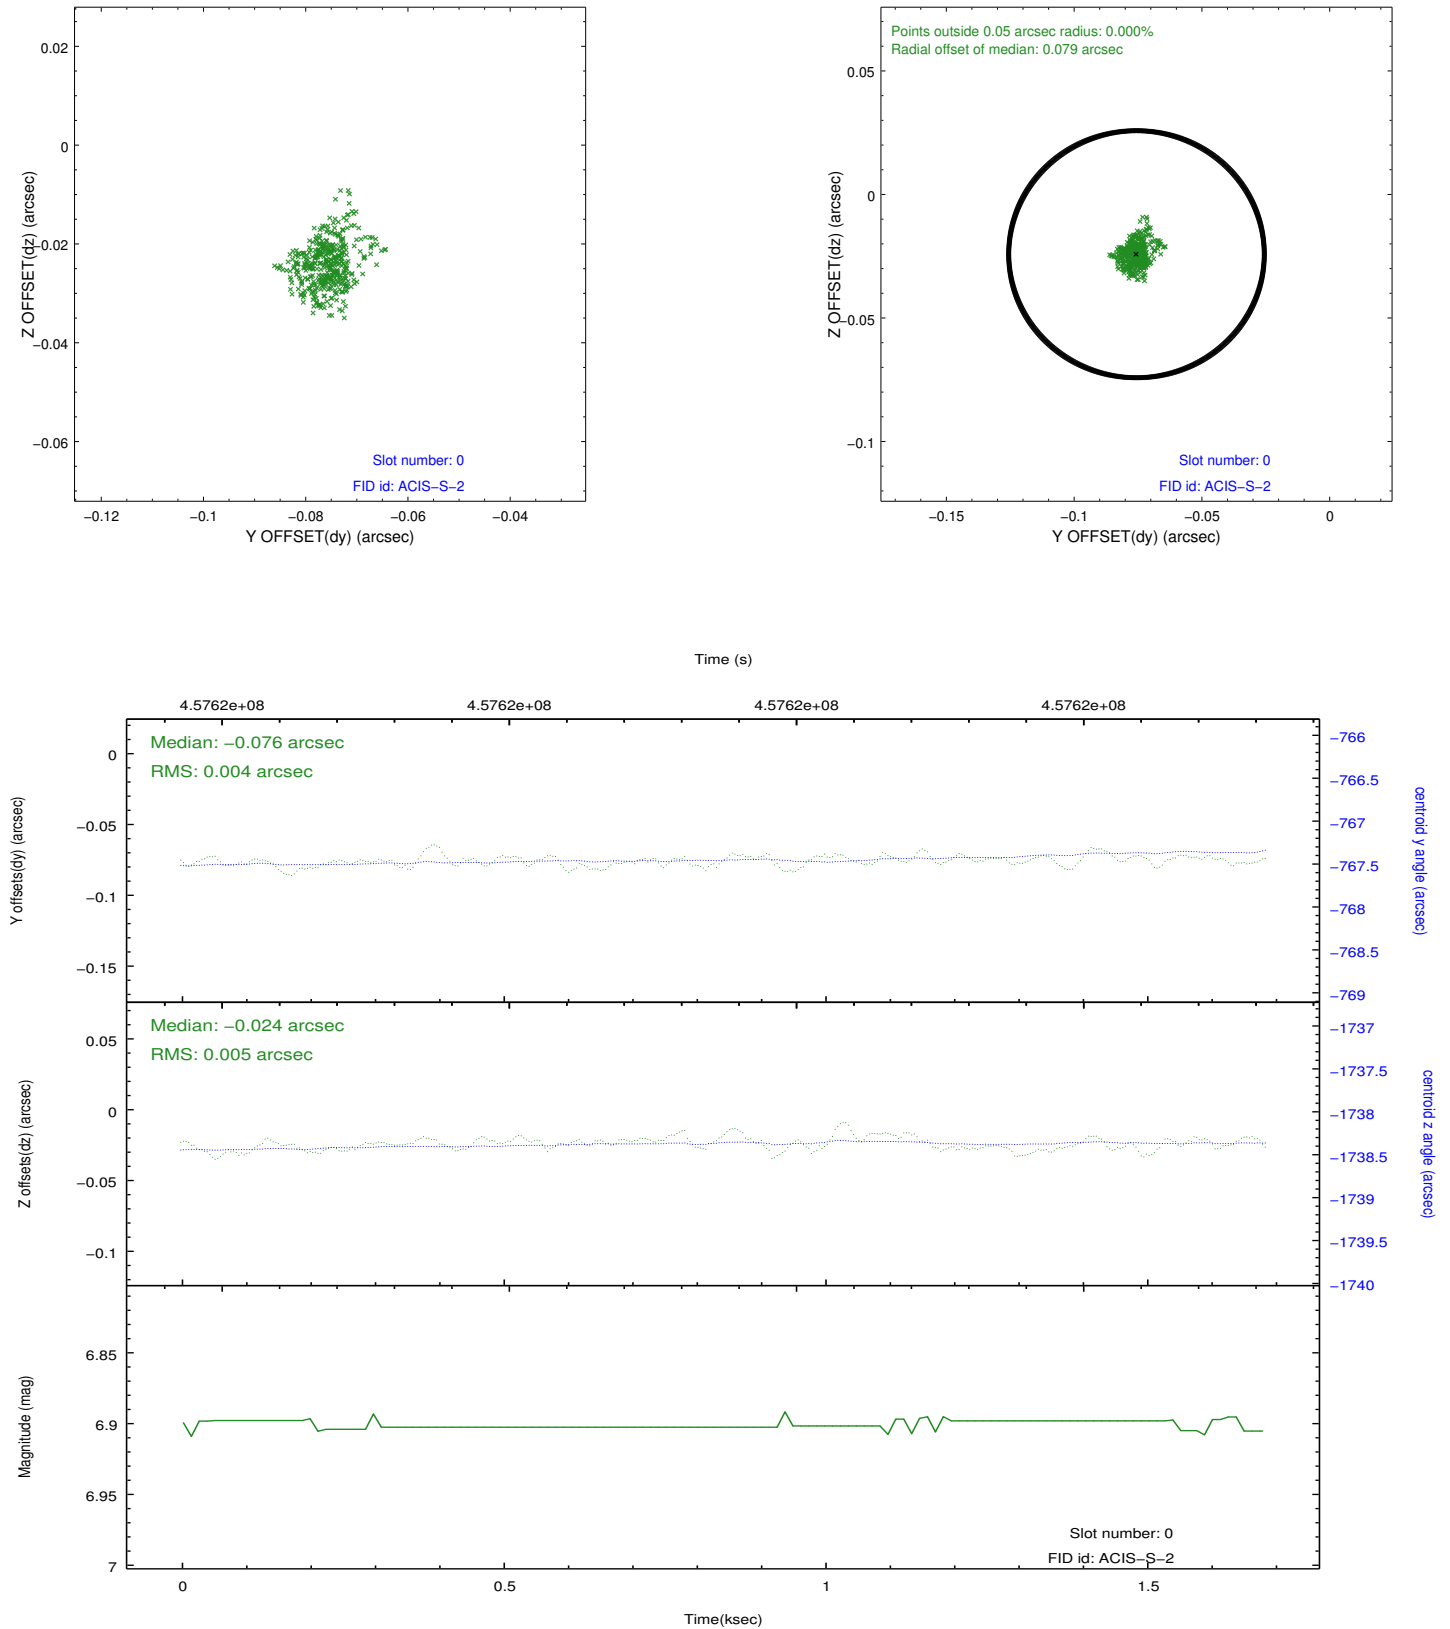 0.02
0
−0.02
−0.04
−0.06
Z OFFSET(dz) (arcsec)
Slot number: 0
FID id: ACIS−S−2
−0.12
−0.1
−0.08
−0.06
−0.04
Y OFFSET(dy) (arcsec)
Points outside 0.05 arcsec radius: 0.000%
Radial offset of median: 0.079 arcsec
0.05
0
−0.05
−0.1
Z OFFSET(dz) (arcsec)
Slot number: 0
FID id: ACIS−S−2
−0.15
−0.1
−0.05
0
Y OFFSET(dy) (arcsec)
Time (s)
4.5762e+08
4.5762e+08
4.5762e+08
4.5762e+08
Median: −0.076 arcsec
RMS: 0.004 arcsec
0
−0.05
−0.1
−0.15
Y offsets(dy) (arcsec)
−766
−766.5
−767
−767.5
−768
−768.5
−769
centroid y angle (arcsec)
Median: −0.024 arcsec
RMS: 0.005 arcsec
0.05
0
−0.05
−0.1
Z offsets(dz) (arcsec)
−1737
−1737.5
−1738
−1738.5
−1739
−1739.5
−1740
centroid z angle (arcsec)
6.85
6.9
6.95
7
Magnitude (mag)
Slot number: 0
FID id: ACIS−S−2
0
0.5
1
1.5
Time(ksec)